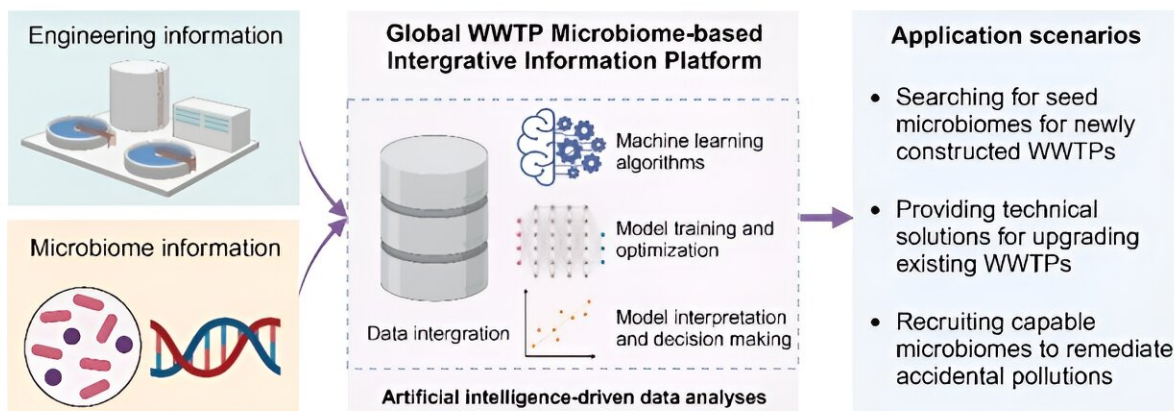 Engineering information
Microbiome information
Global WWTP Microbiome-based
Intergrative Information Platform
Data intergration
Machine learning
algorithms
Model training and
optimization
Model interpretation
and decision making
Artificial intelligence-driven data analyses
Application scenarios
• Searching for seed
microbiomes for newly
constructed WWTPs
• Providing technical
solutions for upgrading
existing WWTPs
• Recruiting capable
microbiomes to remediate
accidental pollutions